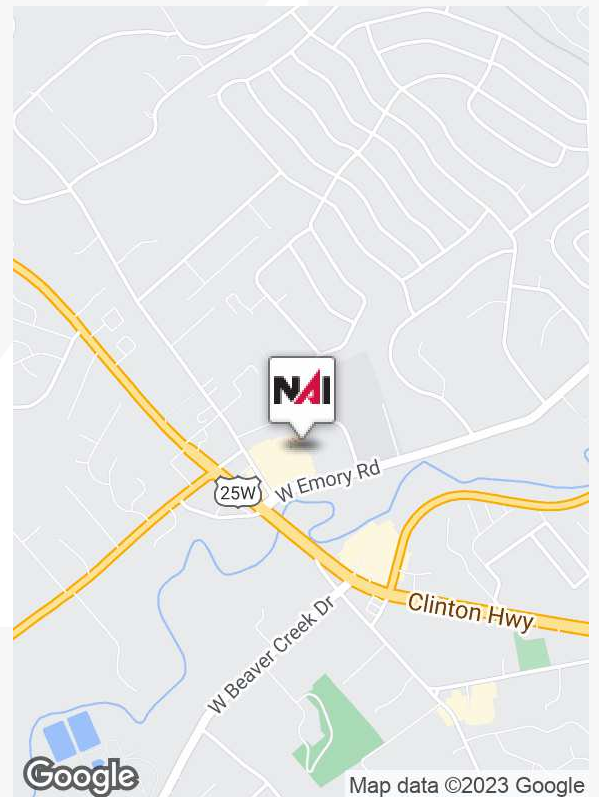 NAI
25W
W Emory Rd
Clinton Hwy
W Beaver Creek Dr
Google
Map data ©2023 Google